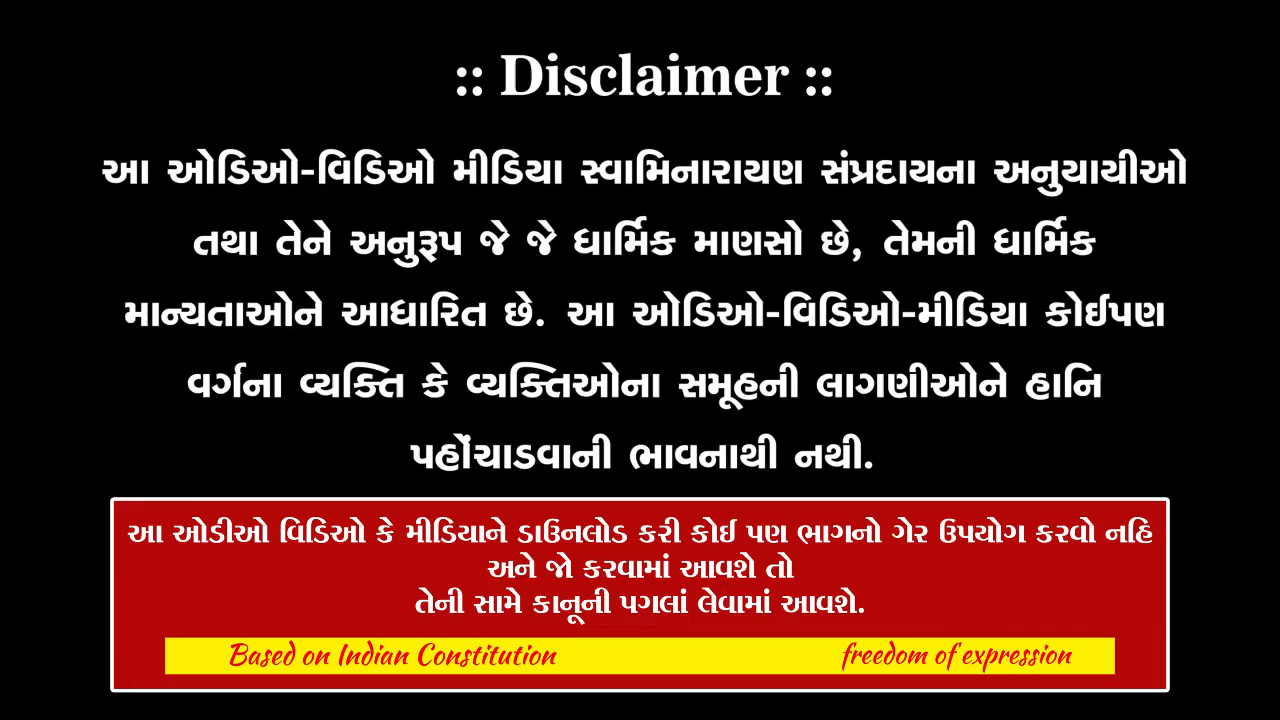 :: Disclaimer ::
આ ઓડિઓ-વિડિઓ મીડિયા સ્વામિનારાયણ સંપ્રદાયના અનુયાયીઓ
તથા તેને અનુરૂપ જે જે ધાર્મિક માણસો છે, તેમની ધાર્મિક
માન્યતાઓને આધારિત છે. આ ઓડિઓ-વિડિઓ-મીડિયા કોઈપણ
વર્ગના વ્યક્તિ કે વ્યક્તિઓના સમૂહની લાગણીઓને હાનિ
પહોંચાડવાની ભાવનાથી નથી.
આ ઓડીઓ વિડિઓ કે મીડિયાને ડાઉનલોડ કરી કોઈ પણ ભાગનો ગેર ઉપયોગ કરવો નહિ
અને જો કરવામાં આવશે તો
તેની સામે કાનૂની પગલાં લેવામાં આવશે.
Based on Indian Constitution freedom of expression